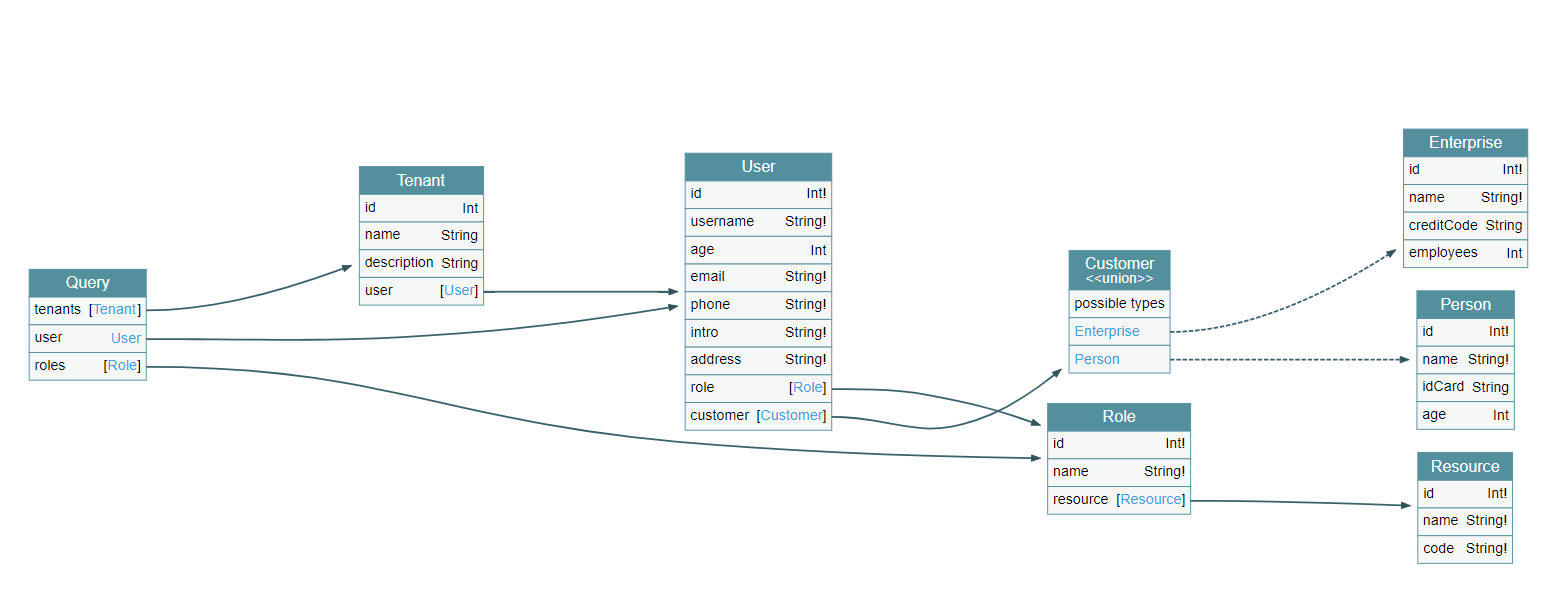 Query
tenants [Tenant]
user User
roles [Role]
Tenant
id Int
name String
description String
user [User]
User
id Int!
username String!
age Int
email String!
phone String!
intro String!
address String!
role [Role]
customer [Customer]
Customer
<<union>>
possible types
Enterprise
Person
Role
id Int!
name String!
resource [Resource]
Enterprise
id Int!
name String!
creditCode String
employees Int
Person
id Int!
name String!
idCard String
age Int
Resource
id Int!
name String!
code String!